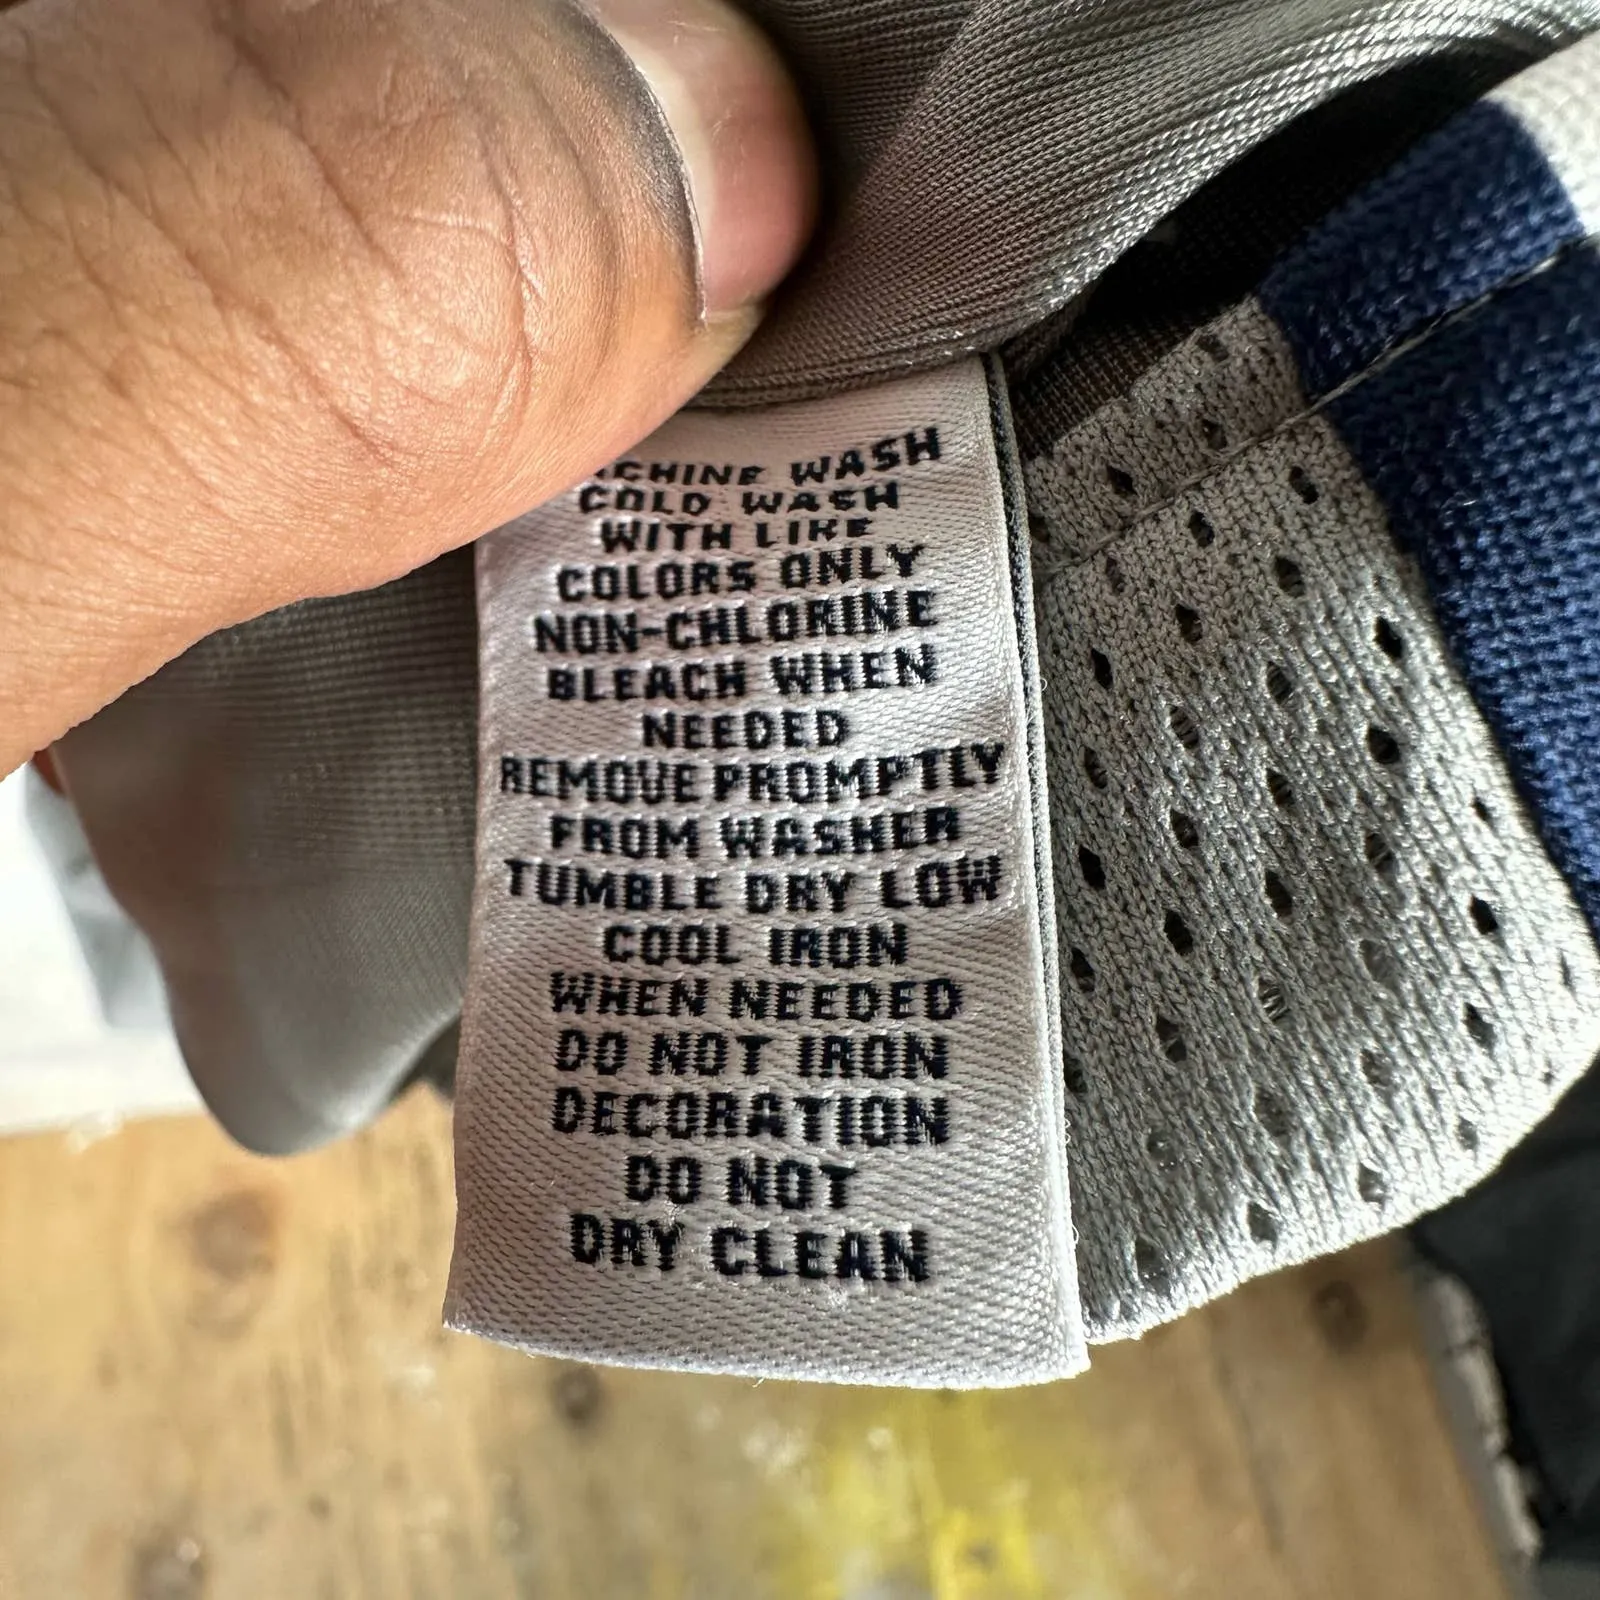 MACHINE WASH
COLD WASH
WITH LIKE
COLORS ONLY
NON-CHLORINE
BLEACH WHEN
NEEDED
REMOVE PROMPTLY
FROM WASHER
TUMBLE DRY LOW
COOL IRON
WHEN NEEDED
DO NOT IRON
DECORATION
DO NOT
DRY CLEAN